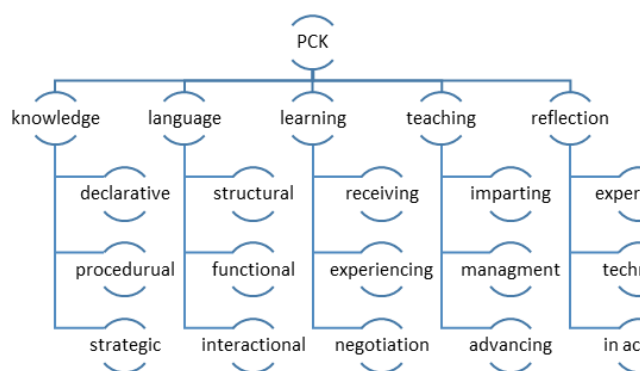 PCK
knowledge language learning teaching reflection
declarative structural receiving imparting
procedurual functional experiencing managment
strategic interactional negotiation advancing